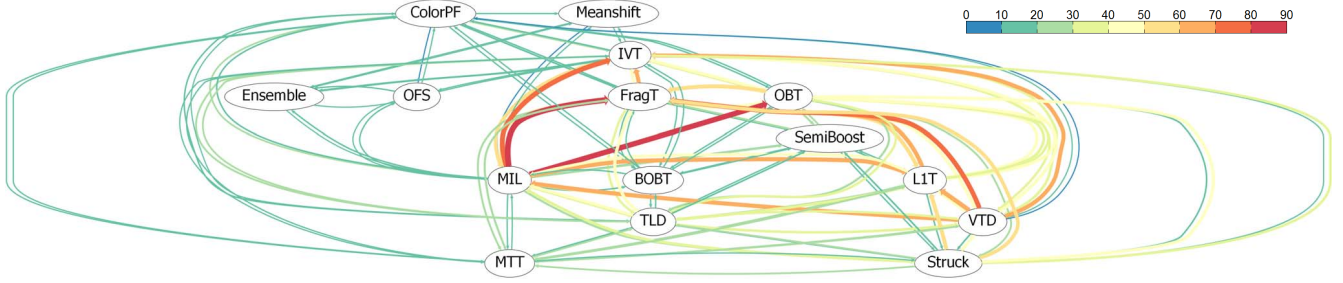 ColorPF Meanshift
0 10 20 30 40 50 60 70 80 90
IVT
Ensemble OFS FragT OBT
SemiBoost
MIL BOBT L1T
TLD VTD
MTT Struck